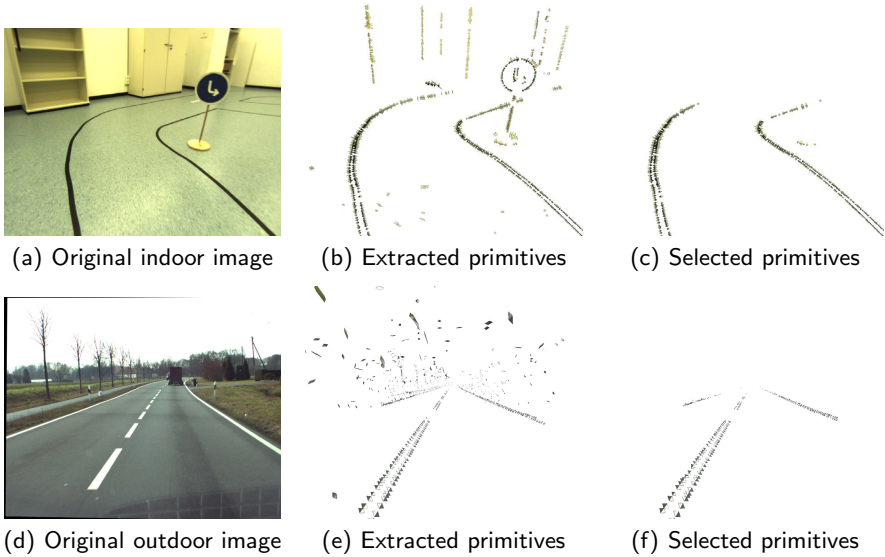 (a) Original indoor image
(b) Extracted primitives
(c) Selected primitives
(d) Original outdoor image
(e) Extracted primitives
(f) Selected primitives